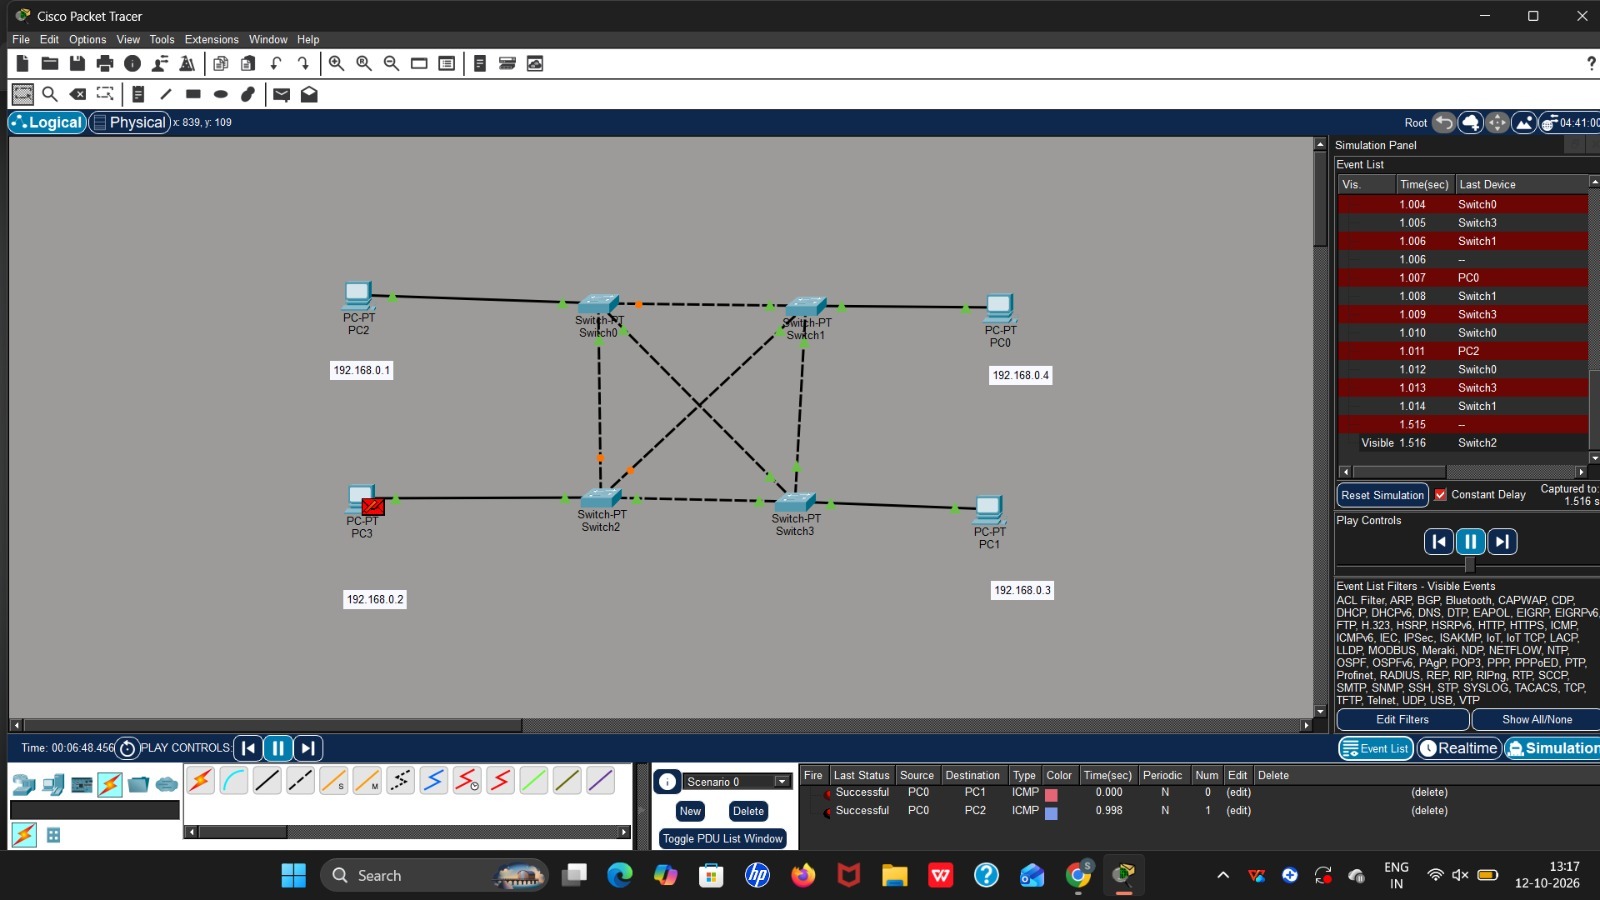 Cisco Packet Tracer
File Edit Options View Tools Extensions Window Help
?
Logical Physical x: 839, y: 109 Root 04:41:00
Simulation Panel
Event List
Vis. Time(sec) Last Device
1.004 Switch0
1.005 Switch3
1.006 Switch1
1.006 --
1.007 PC0
1.008 Switch1
1.009 Switch3
1.010 Switch0
1.011 PC2
1.012 Switch0
1.013 Switch3
1.014 Switch1
1.515 --
Visible 1.516 Switch2
Reset Simulation Constant Delay Captured to:
1.516 s
Play Controls
Event List Filters - Visible Events
ACL Filter, ARP, BGP, Bluetooth, CAPWAP, CDP,
DHCP, DHCPv6, DNS, DTP, EAPOL, EIGRP, EIGRPv6,
FTP, H.323, HSRP, HSRPv6, HTTP, HTTPS, ICMP,
ICMPv6, IEC, IPSec, ISAKMP, IoT, IoT TCP, LACP,
LLDP, MODBUS, Meraki, NDP, NETFLOW, NTP,
OSPF, OSPFv6, PAgP, POP3, PPP, PPPoED, PTP,
Profinet, RADIUS, REP, RIP, RIPng, RTP, SCCP,
SMTP, SNMP, SSH, STP, SYSLOG, TACACS, TCP,
TFTP, Telnet, UDP, USB, VTP
Edit Filters Show All/None
Event List Realtime Simulation
PC-PT
PC2
192.168.0.1
Switch-PT
Switch0
Switch-PT
Switch1
PC-PT
PC0
192.168.0.4
PC-PT
PC3
192.168.0.2
Switch-PT
Switch2
Switch-PT
Switch3
PC-PT
PC1
192.168.0.3
Time: 00:06:48.456 PLAY CONTROLS:
S M
Scenario 0
New Delete
Toggle PDU List Window
Fire Last Status Source Destination Type Color Time(sec) Periodic Num Edit Delete
Successful PC0 PC1 ICMP 0.000 N 0 (edit) (delete)
Successful PC0 PC2 ICMP 0.998 N 1 (edit) (delete)
Search
ENG
IN
13:17
12-10-2026